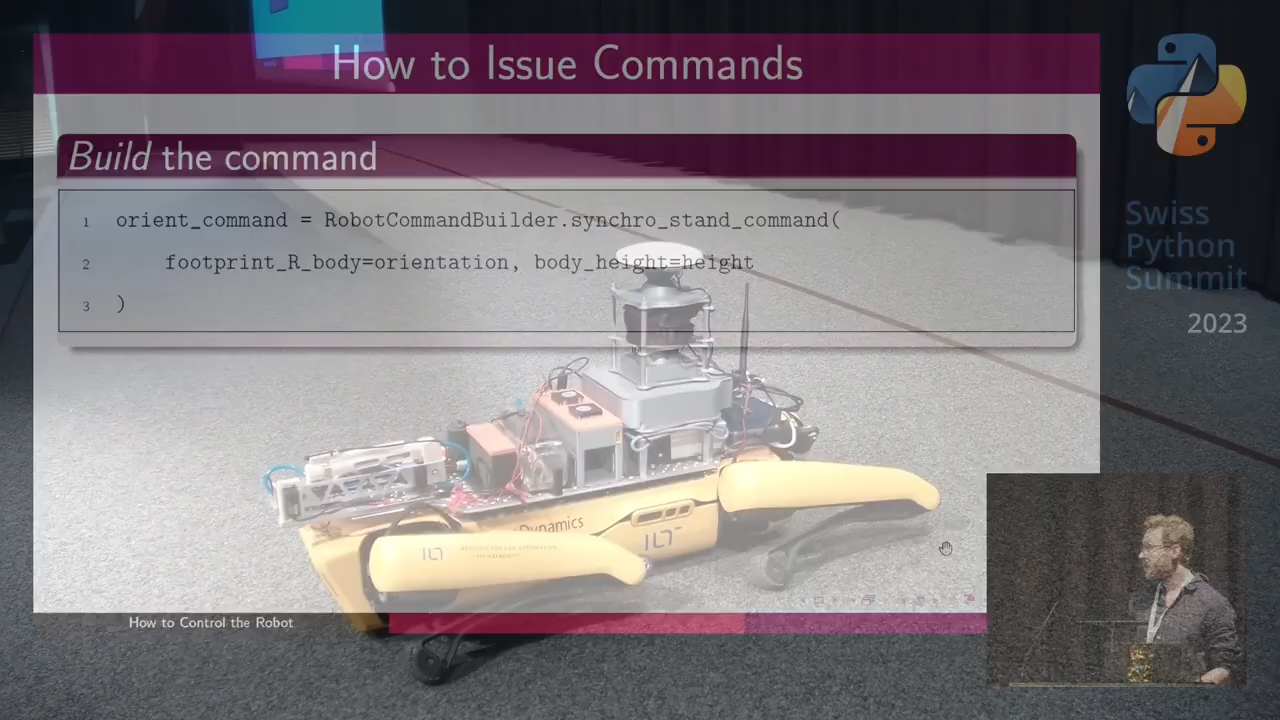 How to Issue Commands
Build the command
1 orient_command = RobotCommandBuilder.synchro_stand_command(
2 footprint_R_body=orientation, body_height=height
3 )
Swiss
Python
Summit
2023
Dynamics
How to Control the Robot